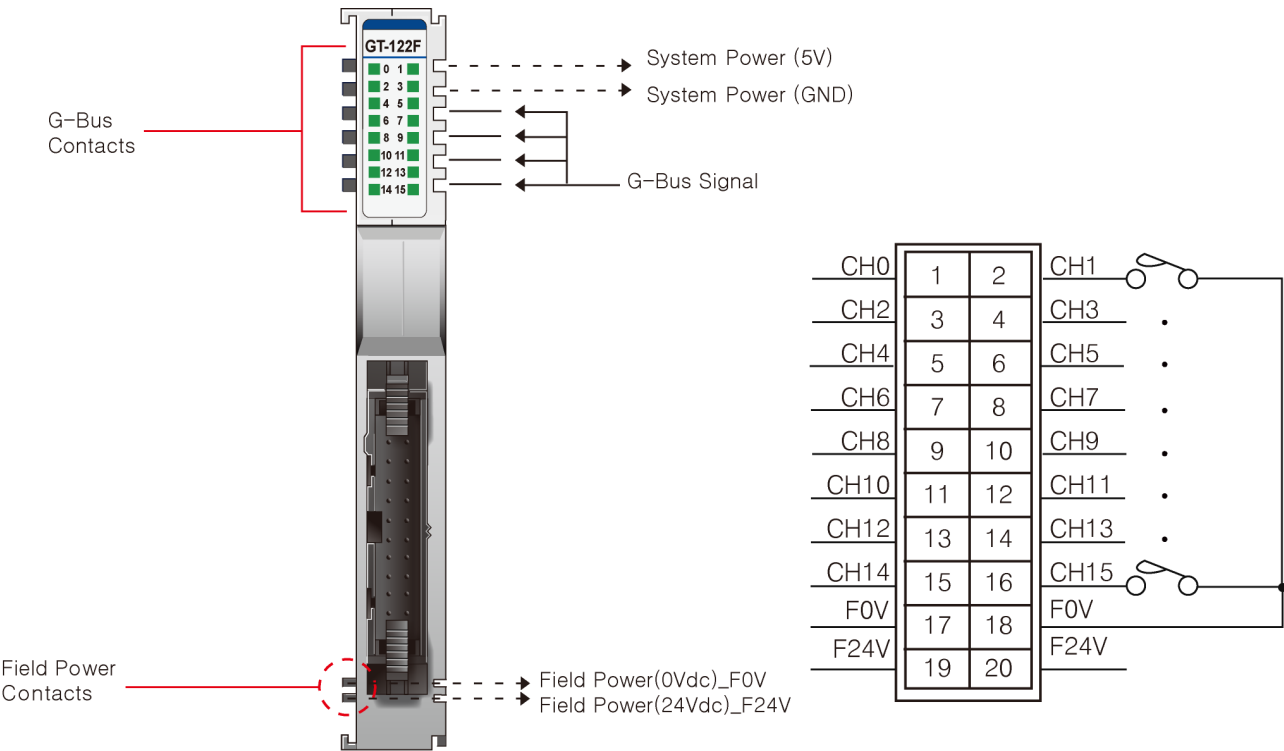 GT-122F
0 1
2 3
4 5
6 7
8 9
10 11
12 13
14 15
System Power (5V)
System Power (GND)
G-Bus
Contacts
G-Bus Signal
Field Power
Contacts
Field Power(0Vdc)_F0V
Field Power(24Vdc)_F24V
CH0 1 2 CH1
CH2 3 4 CH3
CH4 5 6 CH5
CH6 7 8 CH7
CH8 9 10 CH9
CH10 11 12 CH11
CH12 13 14 CH13
CH14 15 16 CH15
F0V 17 18 F0V
F24V 19 20 F24V